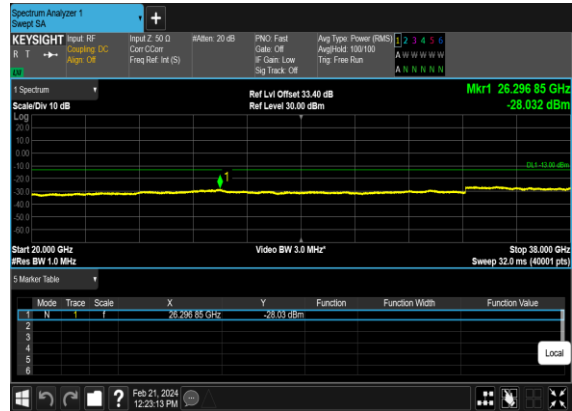 Spectrum Analyzer 1
Swept SA
KEYSIGHT
R T
Input: RF
Coupling: DC
Align: Off
Input Z: 50 Ω
Corr CCorr
Freq Ref: Int (S)
#Atten: 20 dB
PNO: Fast
Gate: Off
IF Gain: Low
Sig Track: Off
Avg Type: Power (RMS)
Avg|Hold: 100/100
Trig: Free Run
1 2 3 4 5 6
A W W W W W
A N N N N N
1 Spectrum
Scale/Div 10 dB
Ref Lvl Offset 33.40 dB
Ref Level 30.00 dBm
Mkr1 26.296 85 GHz
-28.032 dBm
Log
20.0
10.0
0.00
-10.0
DL1 -13.00 dBm
-20.0
1
-30.0
-40.0
-50.0
-60.0
Start 20.000 GHz
Video BW 3.0 MHz*
Stop 38.000 GHz
#Res BW 1.0 MHz
Sweep 32.0 ms (40001 pts)
5 Marker Table
Mode Trace Scale X Y Function Function Width Function Value
1 N 1 f 26.296 85 GHz -28.03 dBm
2
3
4
5
6
Local
Feb 21, 2024
12:23:13 PM